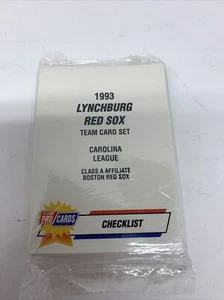 1993
LYNCHBURG
RED SOX
TEAM CARD SET
CAROLINA
LEAGUE
CLASS A AFFILIATE
BOSTON RED SOX
PRO CARDS
CHECKLIST